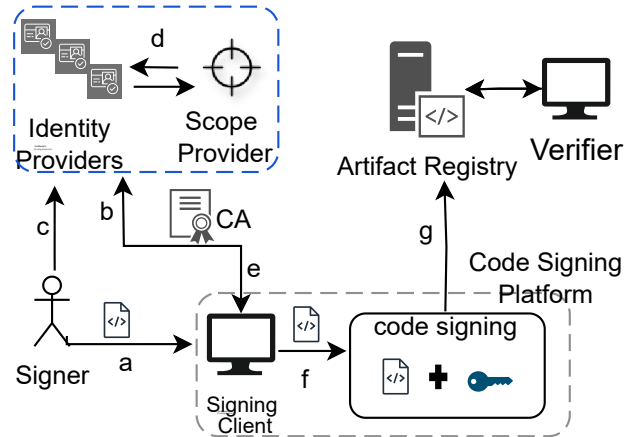 d
Identity
Providers
Scope
Provider
Artifact Registry
Verifier
c
b
CA
e
g
Code Signing
Platform
Signer
a
Signing
Client
f
code signing